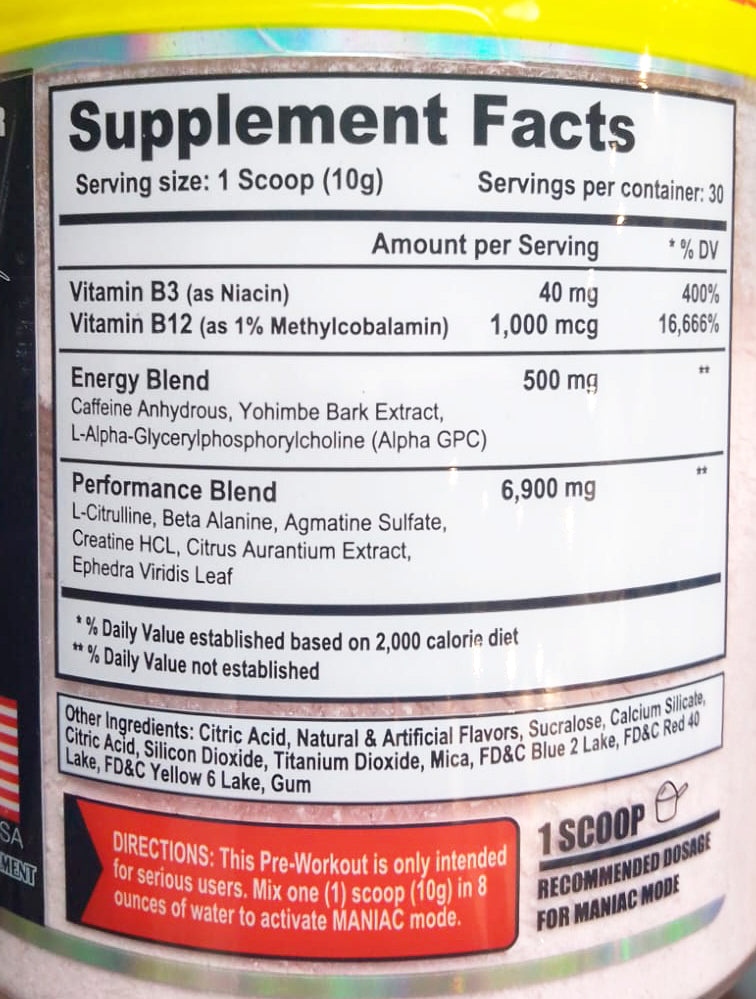 Supplement Facts
Serving size: 1 Scoop (10g) Servings per container: 30
Amount per Serving * % DV
Vitamin B3 (as Niacin) 40 mg 400%
Vitamin B12 (as 1% Methylcobalamin) 1,000 mcg 16,666%
Energy Blend 500 mg **
Caffeine Anhydrous, Yohimbe Bark Extract,
L-Alpha-Glycerylphosphorylcholine (Alpha GPC)
Performance Blend 6,900 mg **
L-Citrulline, Beta Alanine, Agmatine Sulfate,
Creatine HCL, Citrus Aurantium Extract,
Ephedra Viridis Leaf
* % Daily Value established based on 2,000 calorie diet
** % Daily Value not established
Other Ingredients: Citric Acid, Natural & Artificial Flavors, Sucralose, Calcium Silicate,
Citric Acid, Silicon Dioxide, Titanium Dioxide, Mica, FD&C Blue 2 Lake, FD&C Red 40
Lake, FD&C Yellow 6 Lake, Gum
DIRECTIONS: This Pre-Workout is only intended
for serious users. Mix one (1) scoop (10g) in 8
ounces of water to activate MANIAC mode.
1 SCOOP
RECOMMENDED DOSAGE
FOR MANIAC MODE